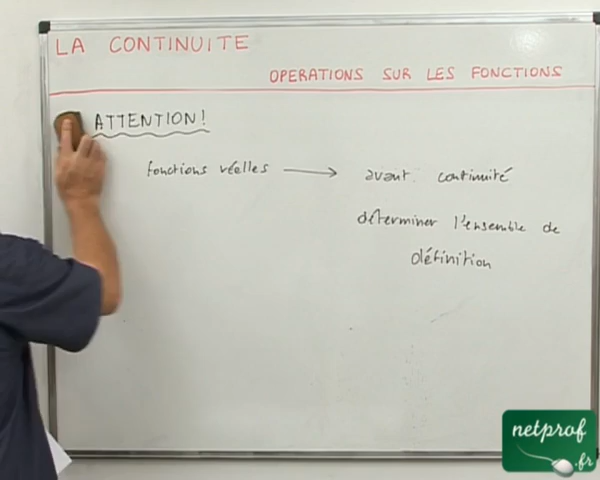 LA CONTINUITE
OPERATIONS SUR LES FONCTIONS
ATTENTION!
fonctions réelles → avant continuité
déterminer l'ensemble de
définition
netprof
.fr